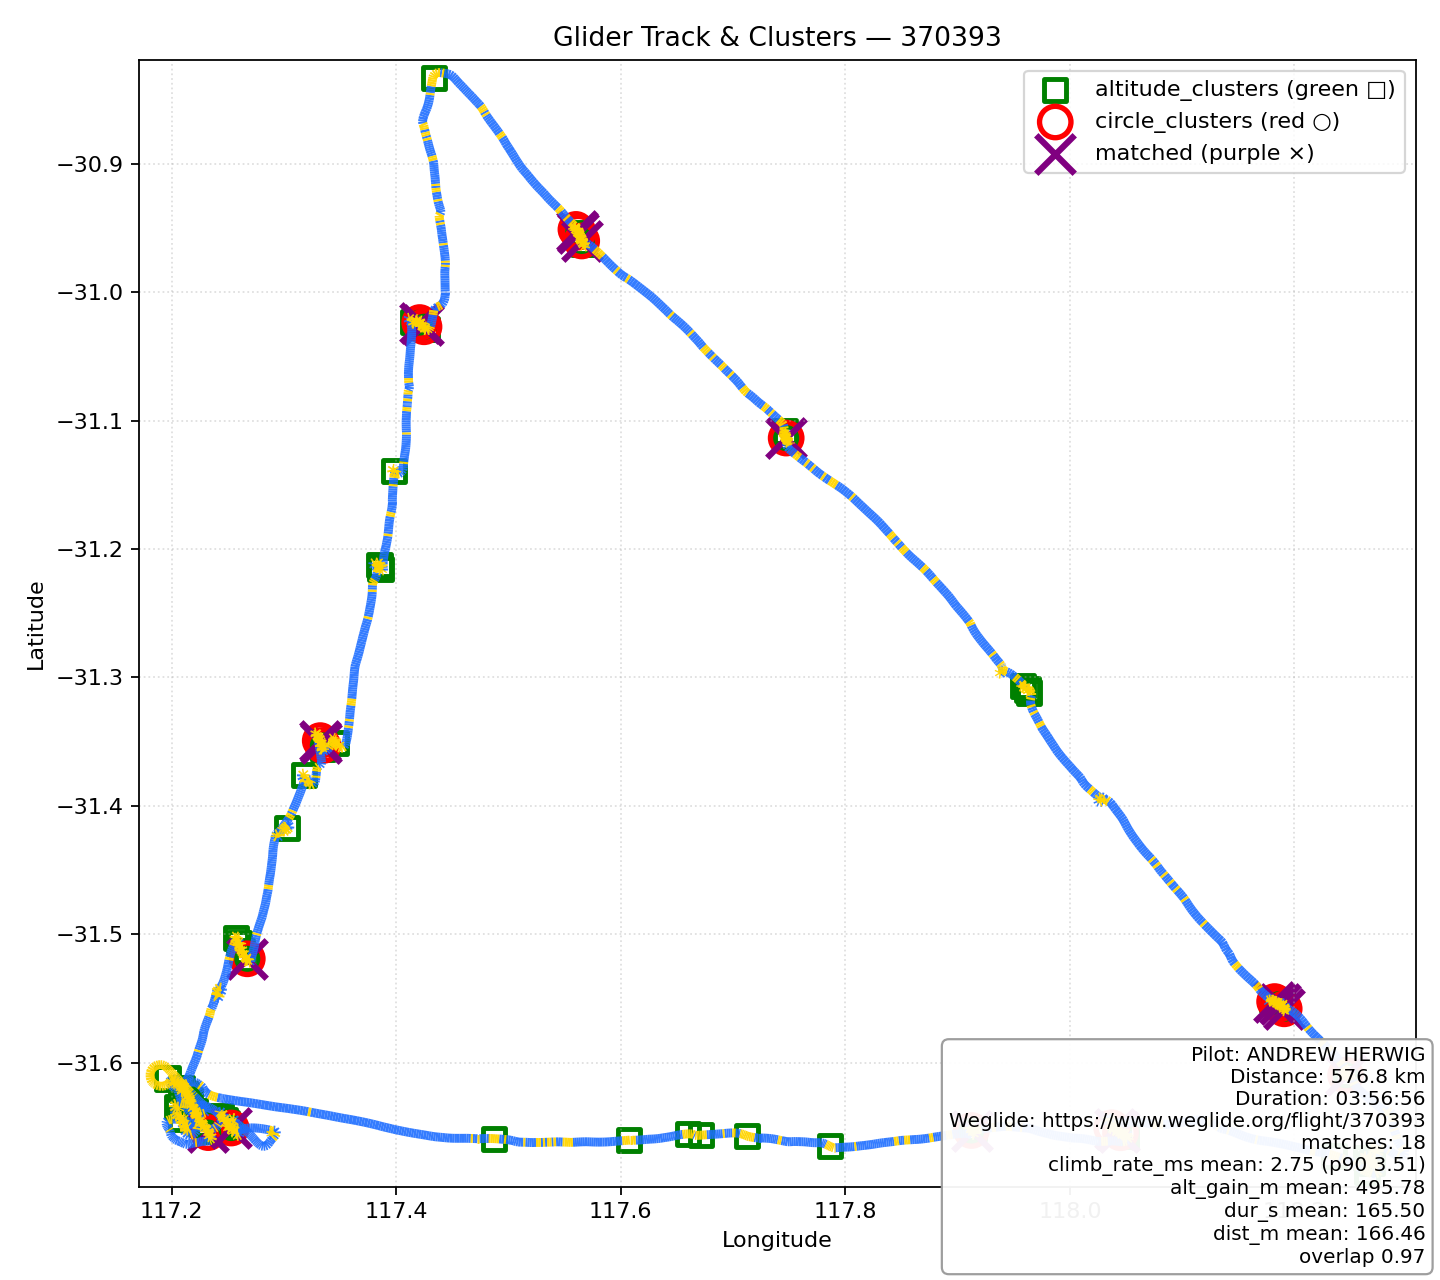 Glider Track & Clusters — 370393
altitude_clusters (green □)
circle_clusters (red ○)
matched (purple ×)
−30.9
−31.0
−31.1
−31.2
−31.3
−31.4
−31.5
−31.6
Latitude
117.2
117.4
117.6
117.8
118.0
Longitude
Pilot: ANDREW HERWIG
Distance: 576.8 km
Duration: 03:56:56
Weglide: https://www.weglide.org/flight/370393
matches: 18
climb_rate_ms mean: 2.75 (p90 3.51)
alt_gain_m mean: 495.78
dur_s mean: 165.50
dist_m mean: 166.46
overlap 0.97